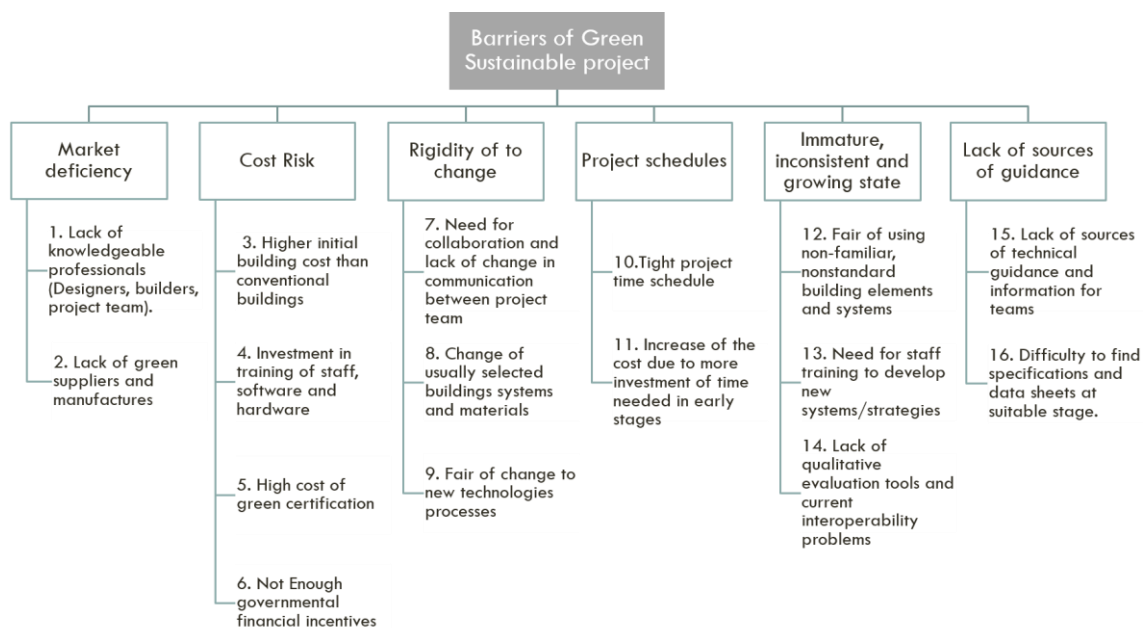 Barriers of Green
Sustainable project
Market
deficiency
1. Lack of
knowledgeable
professionals
(Designers, builders,
project team).
2. Lack of green
suppliers and
manufactures
Cost Risk
3. Higher initial
building cost than
conventional
buildings
4. Investment in
training of staff,
software and
hardware
5. High cost of
green certification
6. Not Enough
governmental
financial incentives
Rigidity of to
change
7. Need for
collaboration and
lack of change in
communication
between project
team
8. Change of
usually selected
buildings systems
and materials
9. Fair of change to
new technologies
processes
Project schedules
10.Tight project
time schedule
11. Increase of the
cost due to more
investment of time
needed in early
stages
Immature,
inconsistent and
growing state
12. Fair of using
non-familiar,
nonstandard
building elements
and systems
13. Need for staff
training to develop
new
systems/strategies
14. Lack of
qualitative
evaluation tools and
current
interoperability
problems
Lack of sources
of guidance
15. Lack of sources
of technical
guidance and
information for
teams
16. Difficulty to find
specifications and
data sheets at
suitable stage.